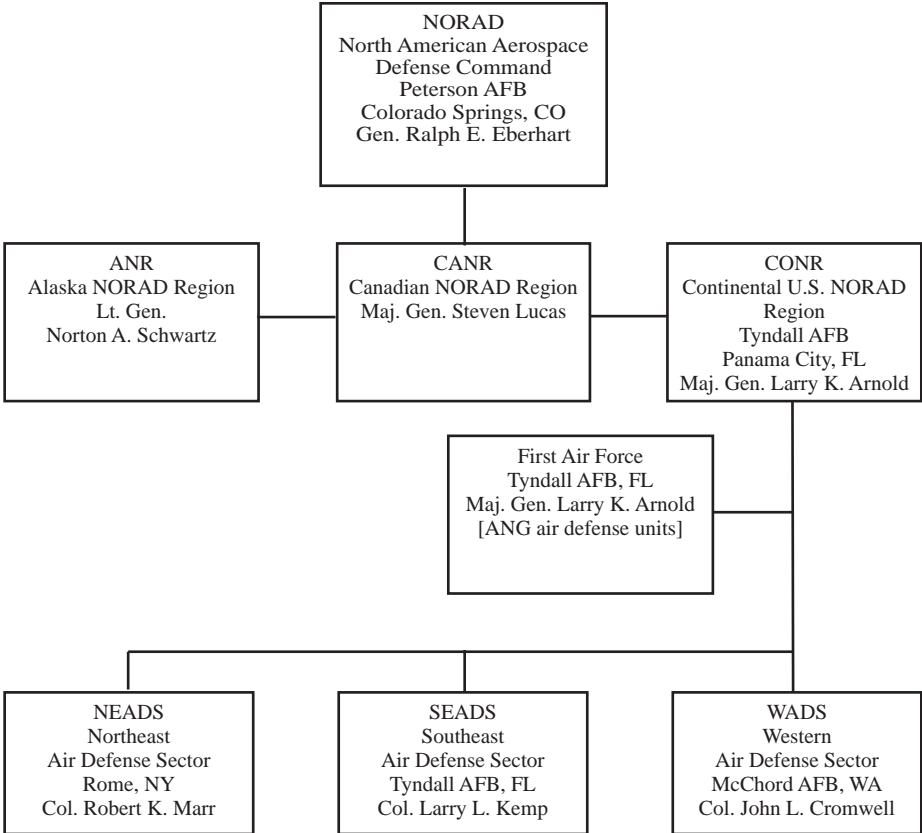 NORAD
North American Aerospace
Defense Command
Peterson AFB
Colorado Springs, CO
Gen. Ralph E. Eberhart
ANR
Alaska NORAD Region
Lt. Gen.
Norton A. Schwartz
CANR
Canadian NORAD Region
Maj. Gen. Steven Lucas
CONR
Continental U.S. NORAD
Region
Tyndall AFB
Panama City, FL
Maj. Gen. Larry K. Arnold
First Air Force
Tyndall AFB, FL
Maj. Gen. Larry K. Arnold
[ANG air defense units]
NEADS
Northeast
Air Defense Sector
Rome, NY
Col. Robert K. Marr
SEADS
Southeast
Air Defense Sector
Tyndall AFB, FL
Col. Larry L. Kemp
WADS
Western
Air Defense Sector
McChord AFB, WA
Col. John L. Cromwell